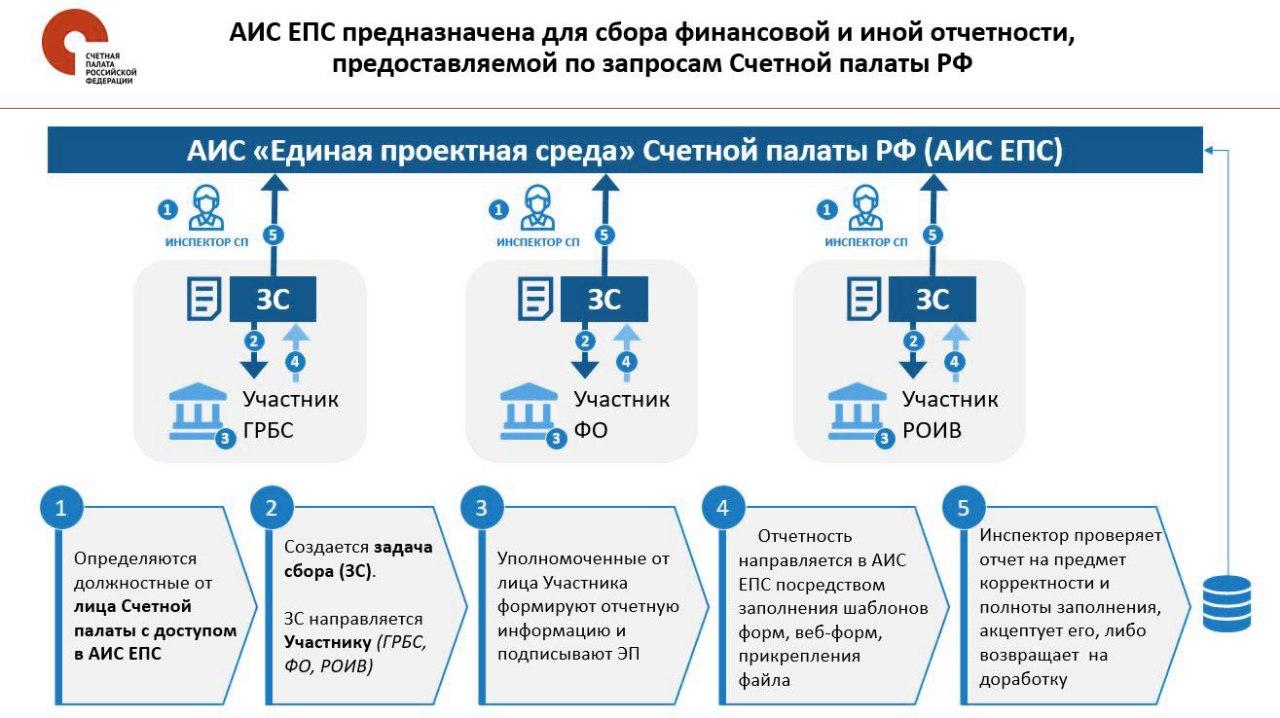 СЧЕТНАЯ
ПАЛАТА
РОССИЙСКОЙ
ФЕДЕРАЦИИ
АИС ЕПС предназначена для сбора финансовой и иной отчетности,
предоставляемой по запросам Счетной палаты РФ
АИС «Единая проектная среда» Счетной палаты РФ (АИС ЕПС)
1
ИНСПЕКТОР СП
5
ЗС
2
4
Участник
ГРБС
3
1
ИНСПЕКТОР СП
5
ЗС
2
4
Участник
ФО
3
1
ИНСПЕКТОР СП
5
ЗС
2
4
Участник
РОИВ
3
1
Определяются
должностные от
лица Счетной
палаты с доступом
в АИС ЕПС
2
Создается задача
сбора (ЗС).
ЗС направляется
Участнику (ГРБС,
ФО, РОИВ)
3
Уполномоченные от
лица Участника
формируют отчетную
информацию и
подписывают ЭП
4
Отчетность
направляется в АИС
ЕПС посредством
заполнения шаблонов
форм, веб-форм,
прикрепления
файла
5
Инспектор проверяет
отчет на предмет
корректности и
полноты заполнения,
акцептует его, либо
возвращает на
доработку